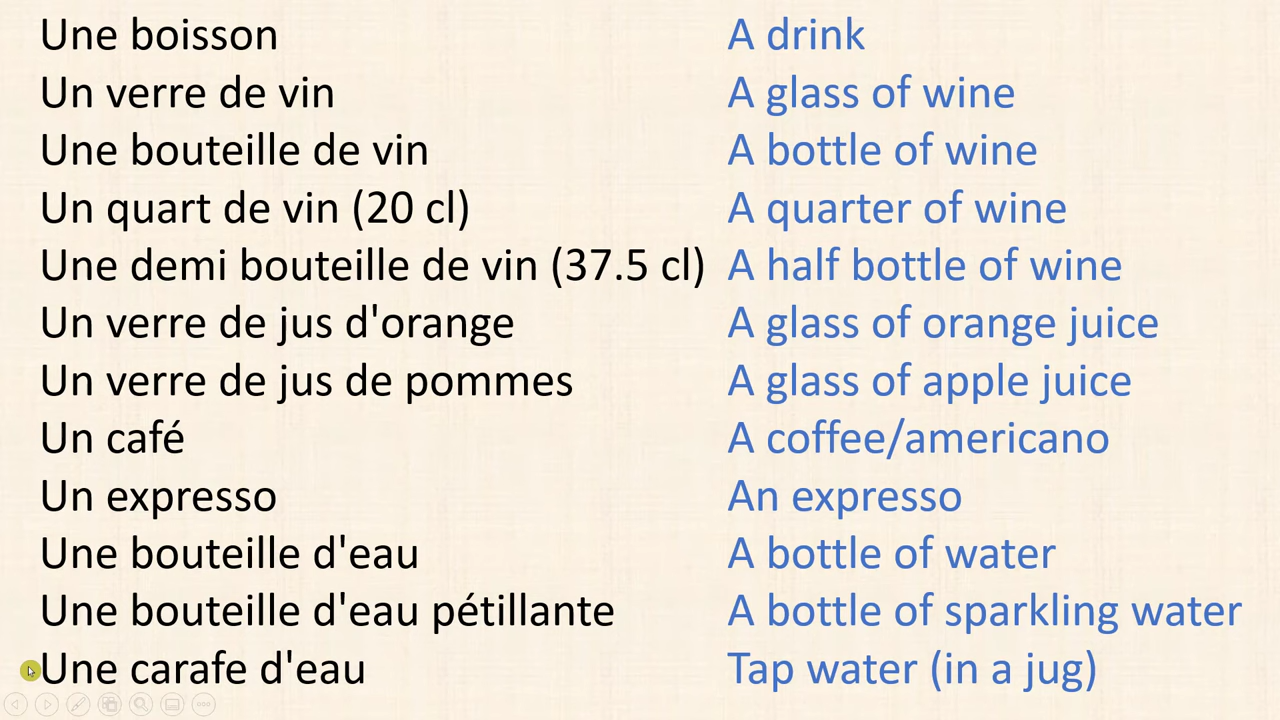 Une boisson A drink
Un verre de vin A glass of wine
Une bouteille de vin A bottle of wine
Un quart de vin (20 cl) A quarter of wine
Une demi bouteille de vin (37.5 cl) A half bottle of wine
Un verre de jus d'orange A glass of orange juice
Un verre de jus de pommes A glass of apple juice
Un café A coffee/americano
Un expresso An expresso
Une bouteille d'eau A bottle of water
Une bouteille d'eau pétillante A bottle of sparkling water
Une carafe d'eau Tap water (in a jug)